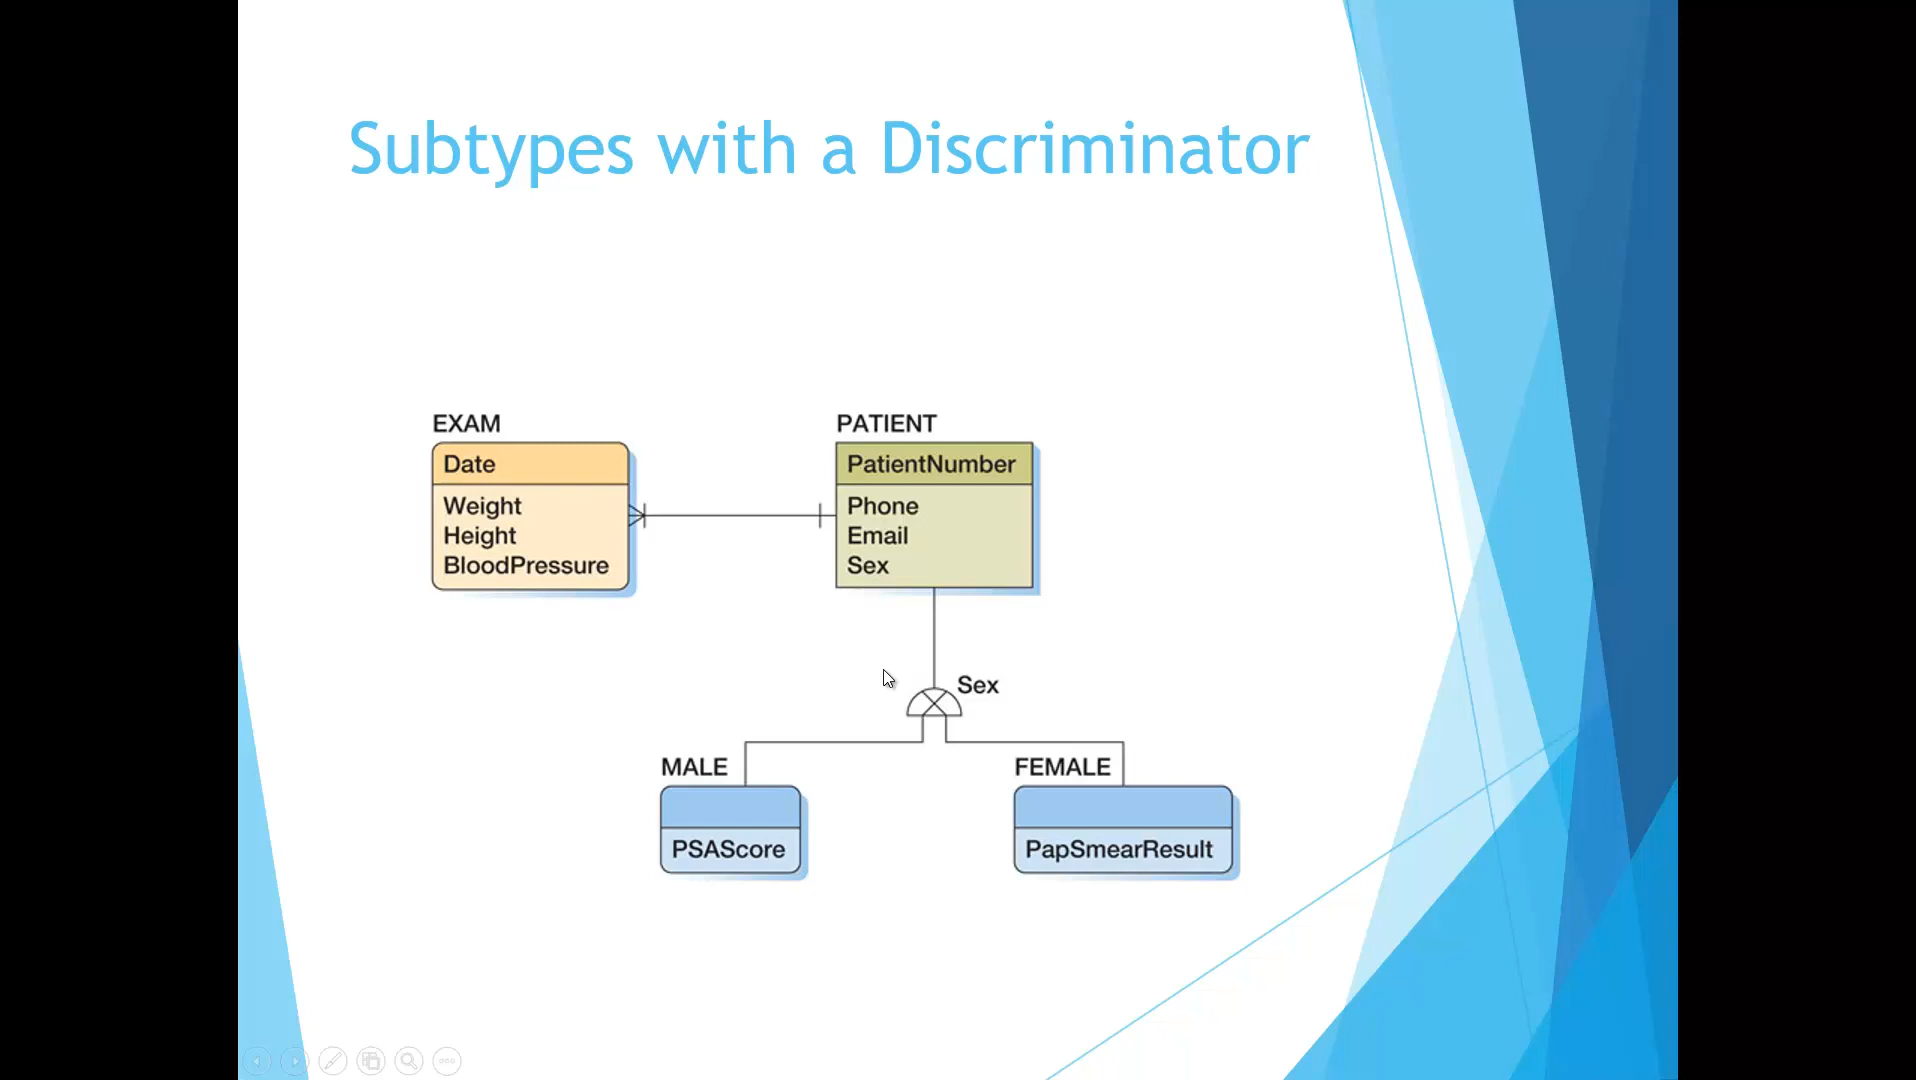 Subtypes with a Discriminator
EXAM
Date
Weight
Height
BloodPressure
PATIENT
PatientNumber
Phone
Email
Sex
Sex
MALE
PSAScore
FEMALE
PapSmearResult